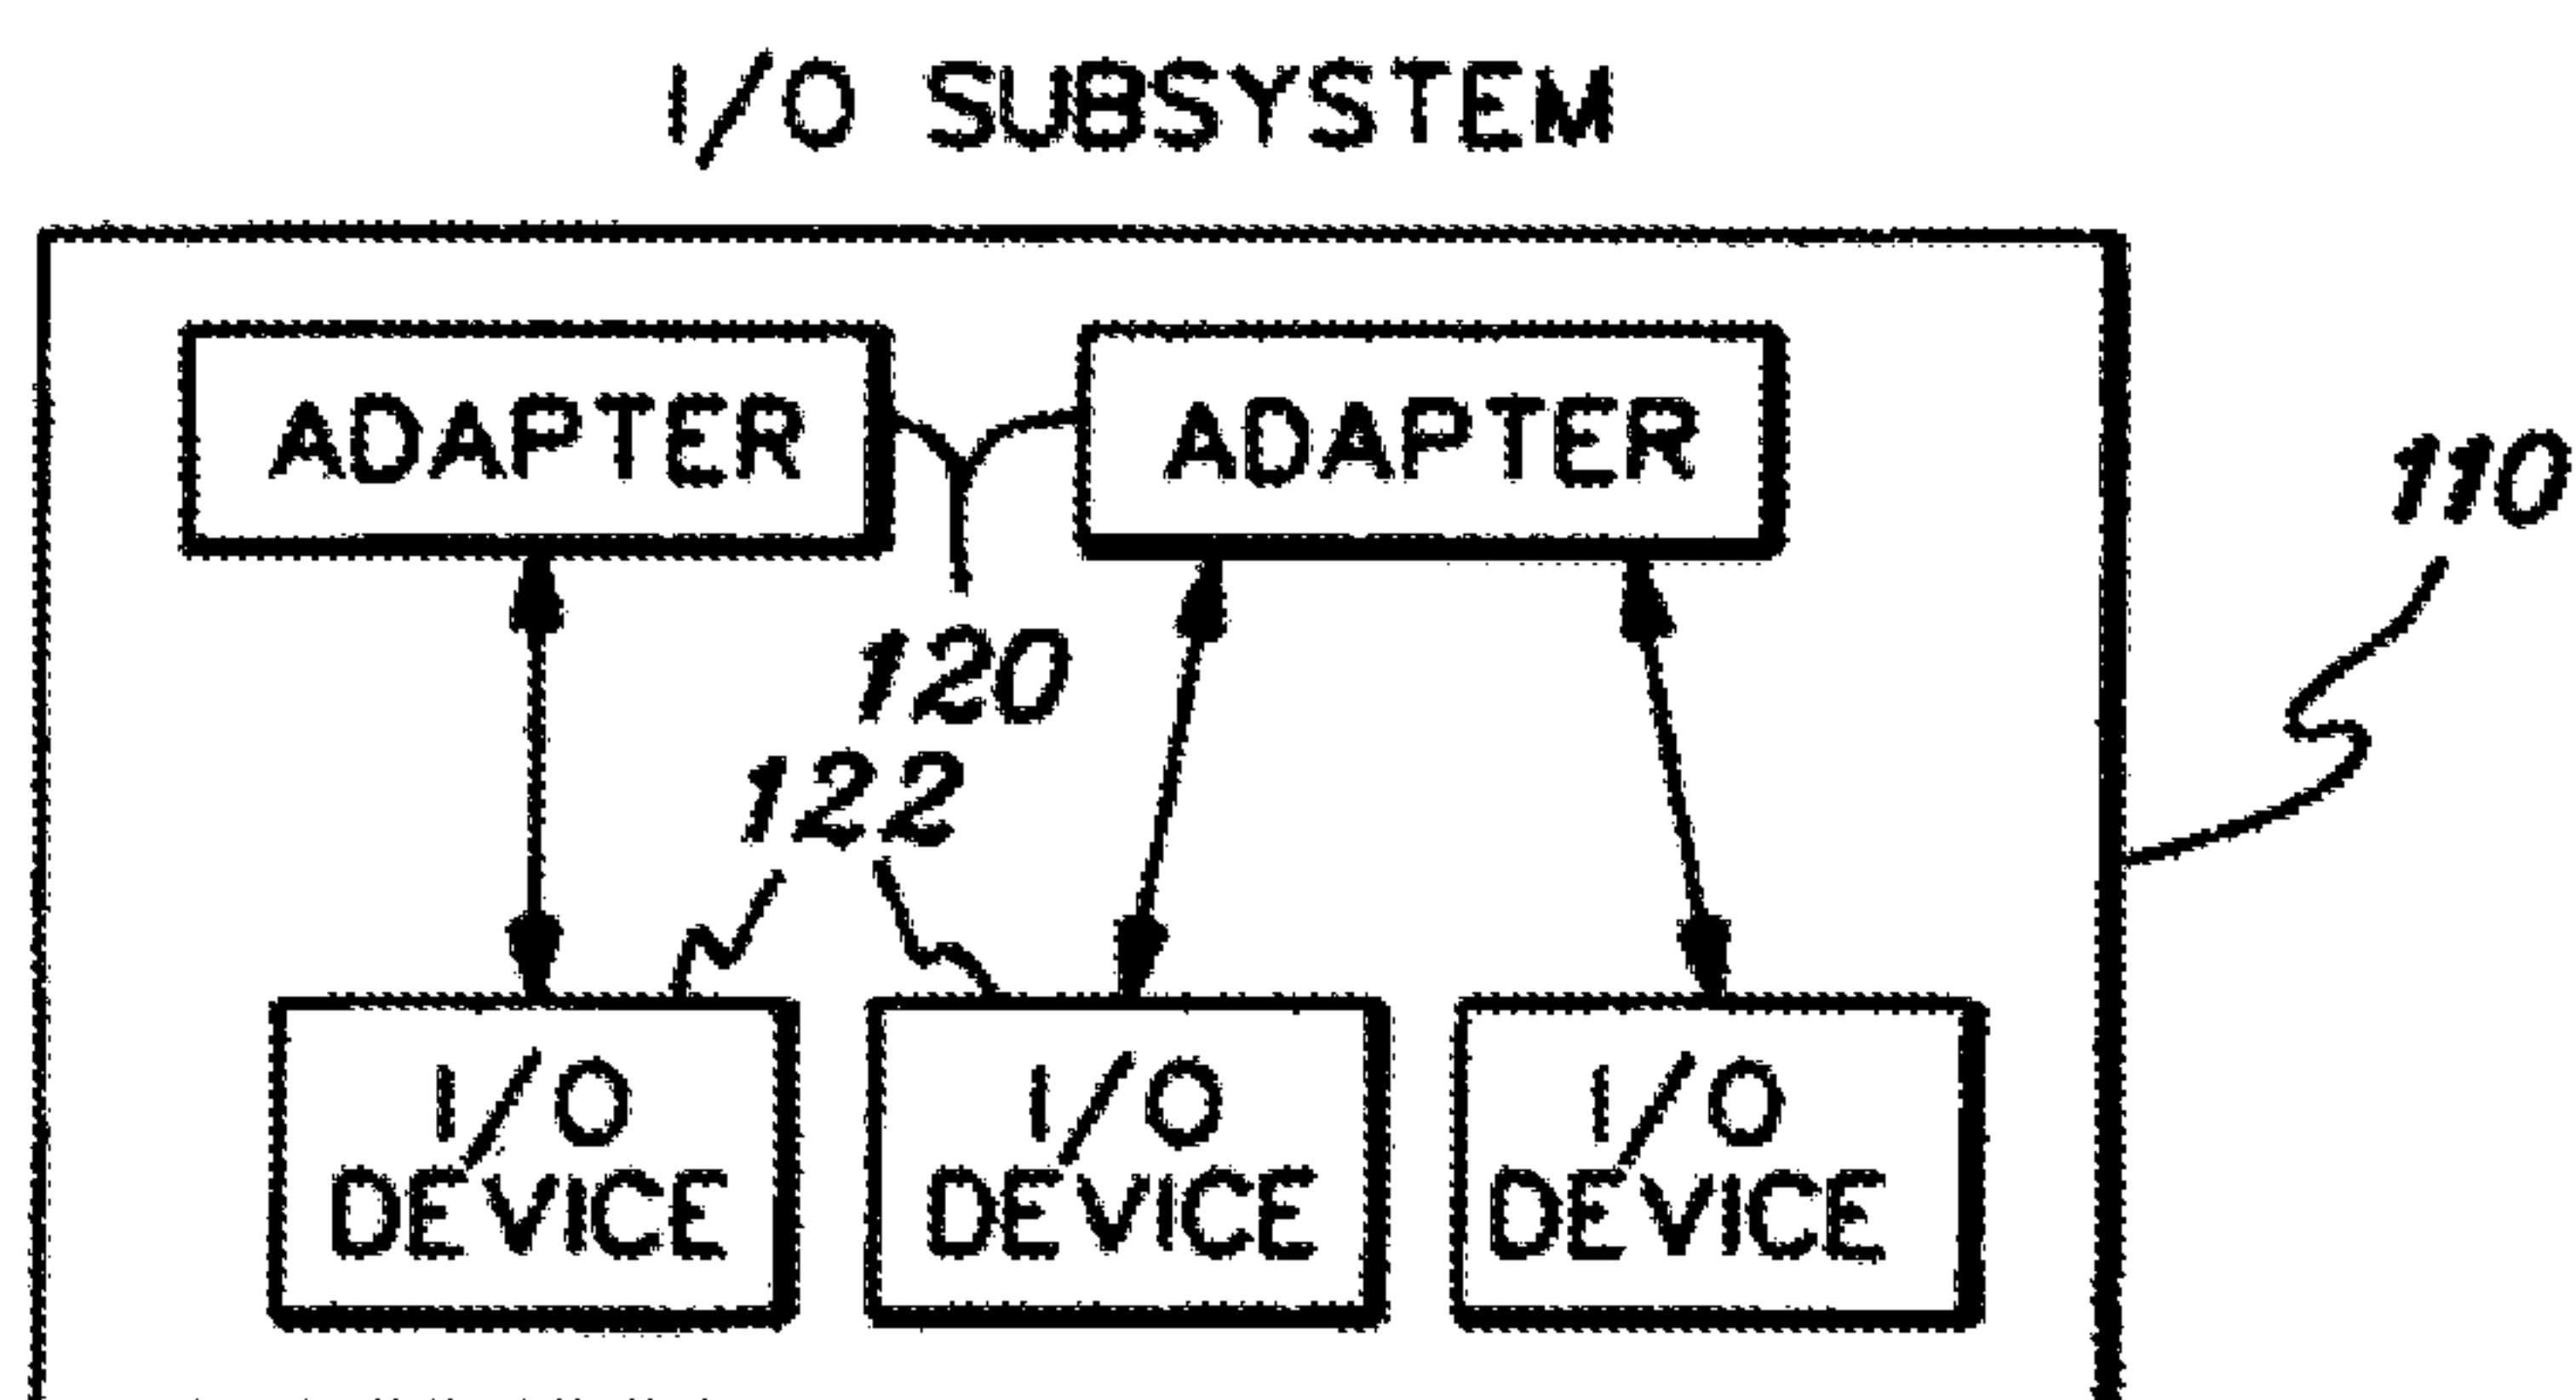 I/O SUBSYSTEM
ADAPTER ADAPTER
110
120
122
I/O I/O I/O
DEVICE DEVICE DEVICE